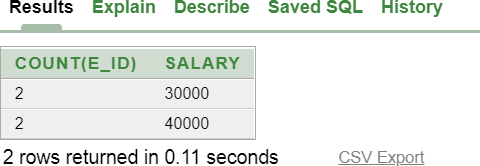 Results Explain Describe Saved SQL History
COUNT(E_ID) SALARY
2 30000
2 40000
2 rows returned in 0.11 seconds CSV Export